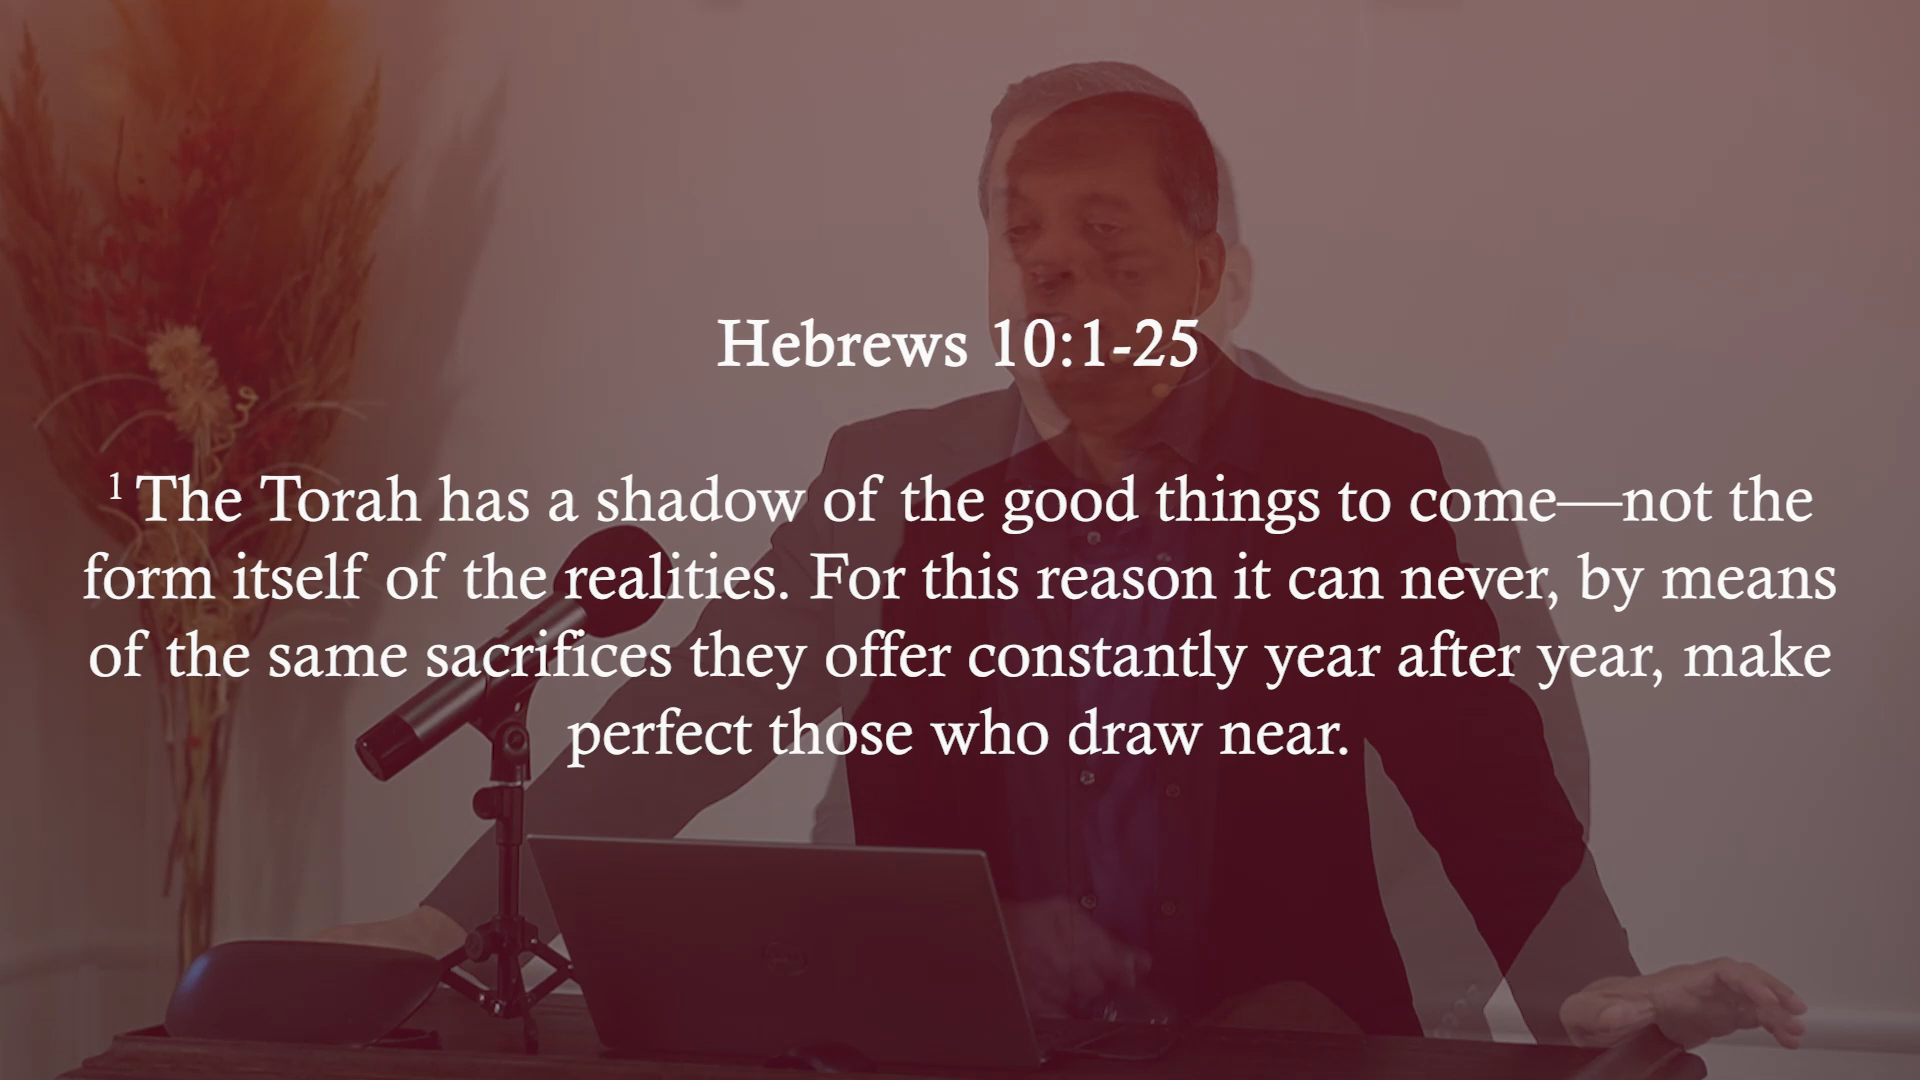 Hebrews 10:1-25
¹ The Torah has a shadow of the good things to come—not the
form itself of the realities. For this reason it can never, by means
of the same sacrifices they offer constantly year after year, make
perfect those who draw near.